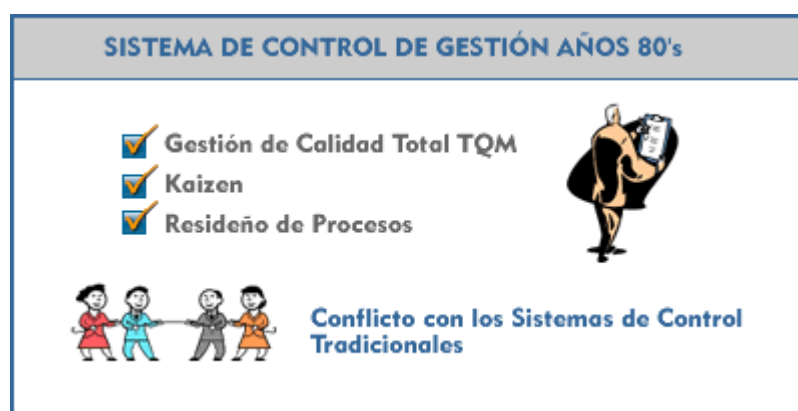 SISTEMA DE CONTROL DE GESTIÓN AÑOS 80's
Gestión de Calidad Total TQM
Kaizen
Resideño de Procesos
Conflicto con los Sistemas de Control
Tradicionales